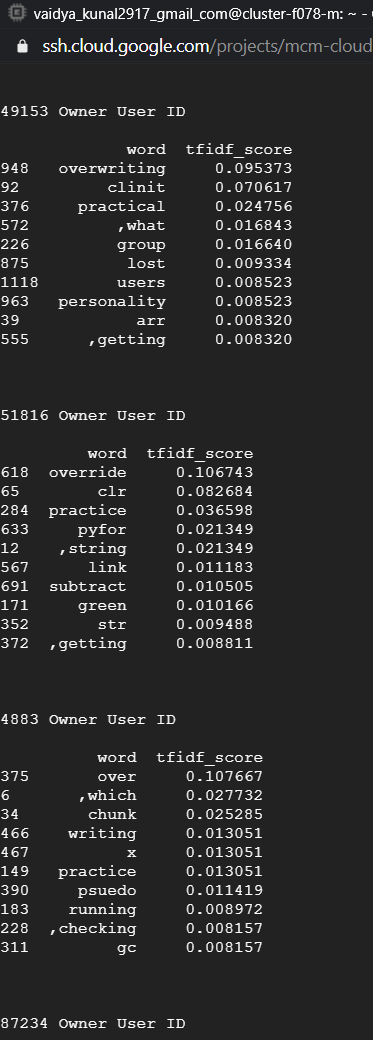 vaidya_kunal2917_gmail_com@cluster-f078-m: ~ -
ssh.cloud.google.com/projects/mcm-cloud
49153 Owner User ID
word tfidf_score
948 overwriting 0.095373
92 clinit 0.070617
376 practical 0.024756
572 ,what 0.016843
226 group 0.016640
875 lost 0.009334
1118 users 0.008523
963 personality 0.008523
39 arr 0.008320
555 ,getting 0.008320
51816 Owner User ID
word tfidf_score
618 override 0.106743
65 clr 0.082684
284 practice 0.036598
633 pyfor 0.021349
12 ,string 0.021349
567 link 0.011183
691 subtract 0.010505
171 green 0.010166
352 str 0.009488
372 ,getting 0.008811
4883 Owner User ID
word tfidf_score
375 over 0.107667
6 ,which 0.027732
34 chunk 0.025285
466 writing 0.013051
467 x 0.013051
149 practice 0.013051
390 psuedo 0.011419
183 running 0.008972
228 ,checking 0.008157
311 gc 0.008157
87234 Owner User ID